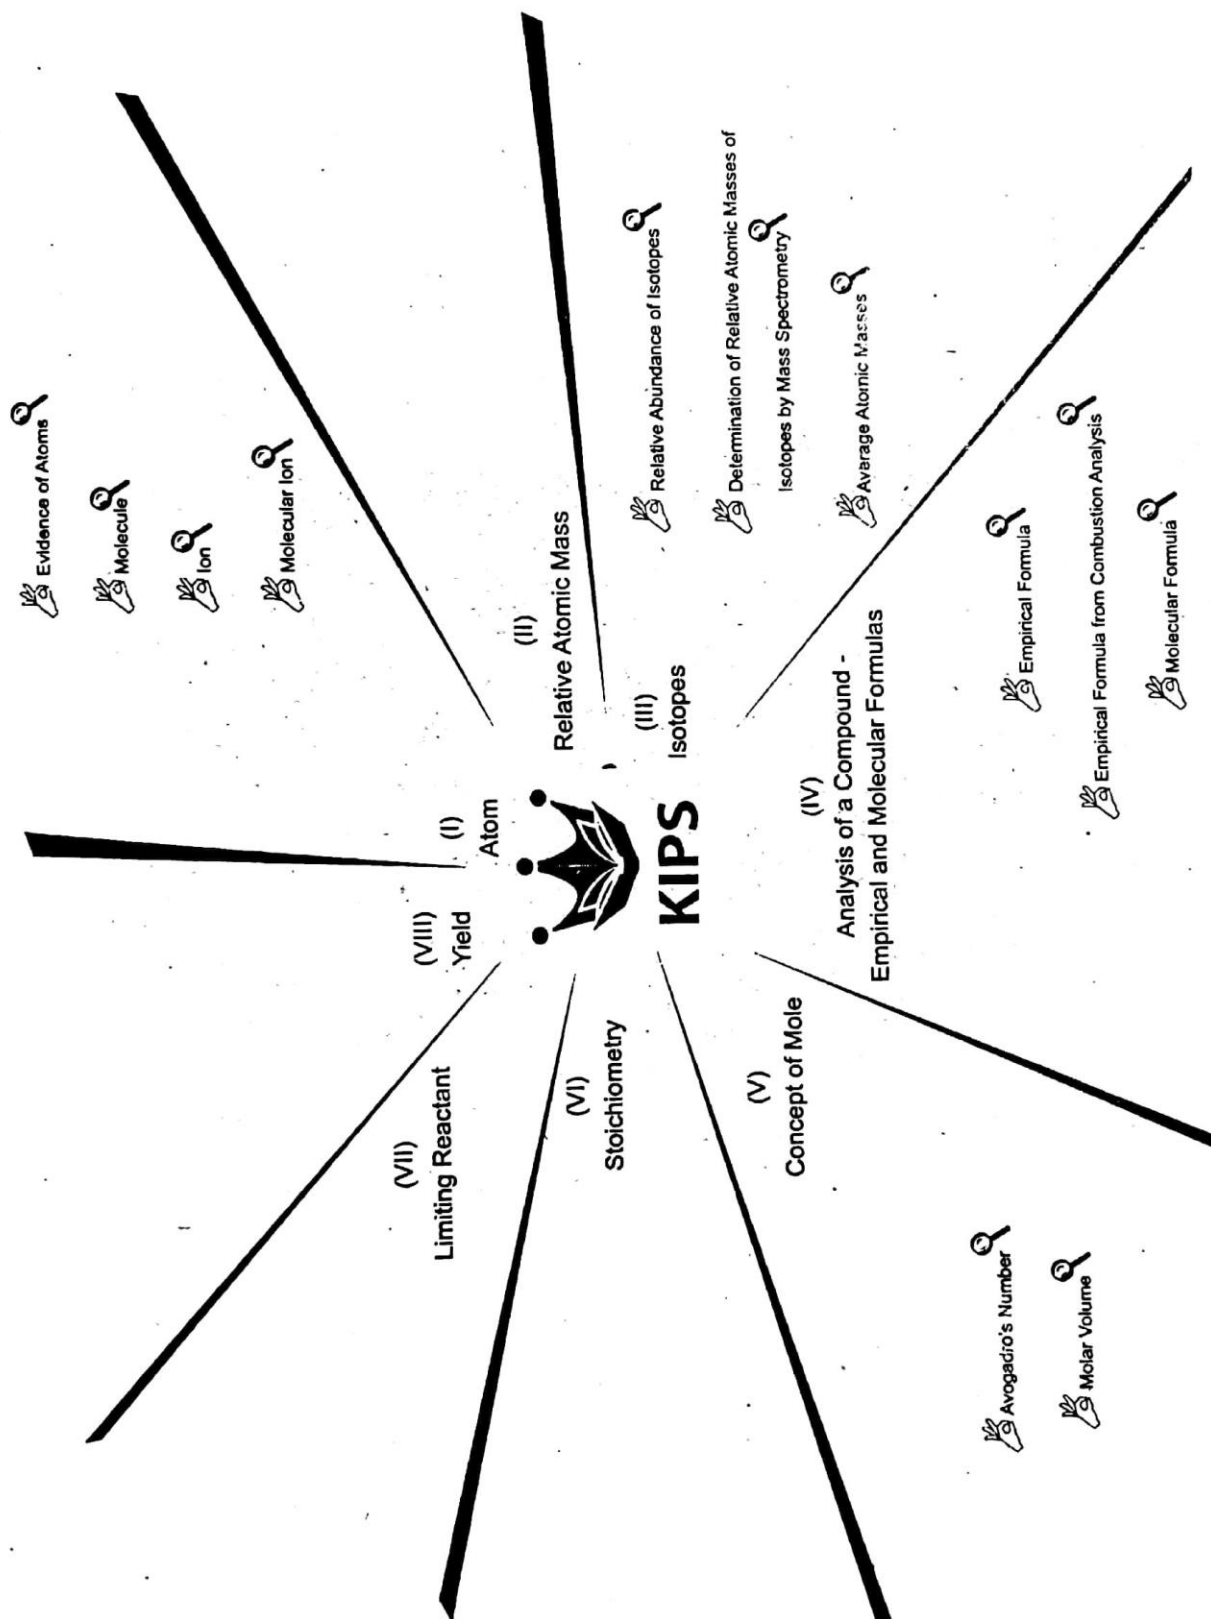 (I)
Atom
Evidence of Atoms
Molecule
Ion
Molecular Ion
(II)
Relative Atomic Mass
(III)
Isotopes
Relative Abundance of Isotopes
Determination of Relative Atomic Masses of
Isotopes by Mass Spectrometry
Average Atomic Masses
(IV)
Analysis of a Compound -
Empirical and Molecular Formulas
Empirical Formula
Empirical Formula from Combustion Analysis
Molecular Formula
(V)
Concept of Mole
Avogadro's Number
Molar Volume
(VI)
Stoichiometry
(VII)
Limiting Reactant
(VIII)
Yield
KIPS